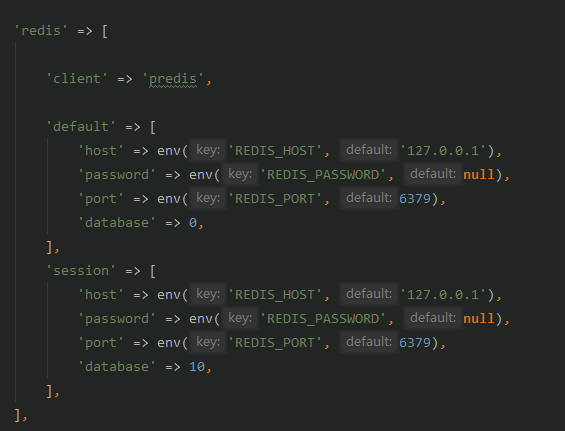 'redis' => [
'client' => 'predis',
'default' => [
'host' => env( key: 'REDIS_HOST', default: '127.0.0.1'),
'password' => env( key: 'REDIS_PASSWORD', default: null),
'port' => env( key: 'REDIS_PORT', default: 6379),
'database' => 0,
],
'session' => [
'host' => env( key: 'REDIS_HOST', default: '127.0.0.1'),
'password' => env( key: 'REDIS_PASSWORD', default: null),
'port' => env( key: 'REDIS_PORT', default: 6379),
'database' => 10,
],
],